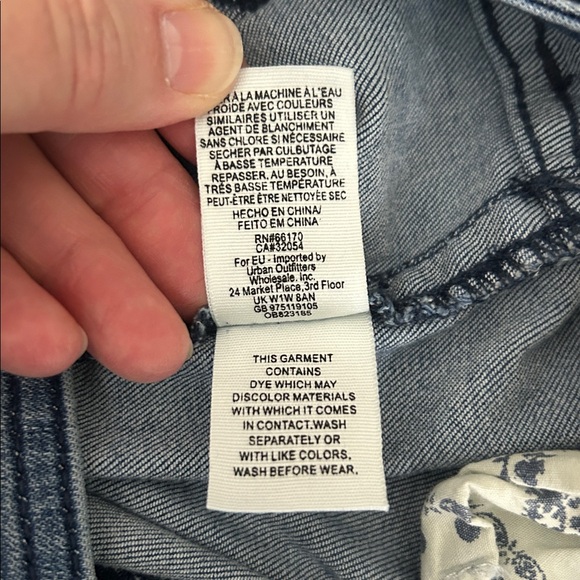 À LA MACHINE À L'EAU
FROIDE AVEC COULEURS
SIMILAIRES UTILISER UN
AGENT DE BLANCHIMENT
SANS CHLORE SI NÉCESSAIRE
SECHER PAR CULBUTAGE
À BASSE TEMPERATURE
REPASSER, AU BESOIN, À
TRÈS BASSE TEMPÉRATURE
PEUT-ÊTRE ÊTRE NETTOYÉE SEC
HECHO EN CHINA/
FEITO EM CHINA
RN#66170
CA#32054
For EU - Imported by
Urban Outfitters
Wholesale, Inc.
24 Market Place,3rd Floor
UK W1W 8AN
GB 975119105
OB823185
THIS GARMENT
CONTAINS
DYE WHICH MAY
DISCOLOR MATERIALS
WITH WHICH IT COMES
IN CONTACT.WASH
SEPARATELY OR
WITH LIKE COLORS.
WASH BEFORE WEAR.